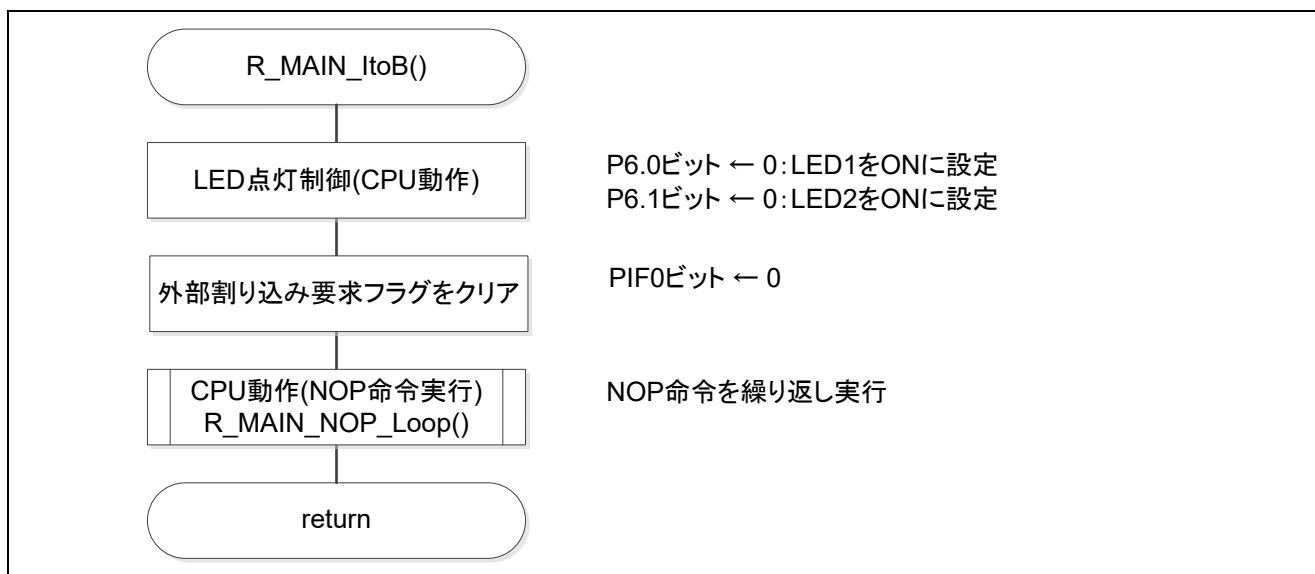 R_MAIN_ItoB()
LED点灯制御(CPU動作)
P6.0ビット ← 0：LED1をONに設定
P6.1ビット ← 0：LED2をONに設定
外部割り込み要求フラグをクリア
PIF0ビット ← 0
CPU動作(NOP命令実行)
R_MAIN_NOP_Loop()
NOP命令を繰り返し実行
return